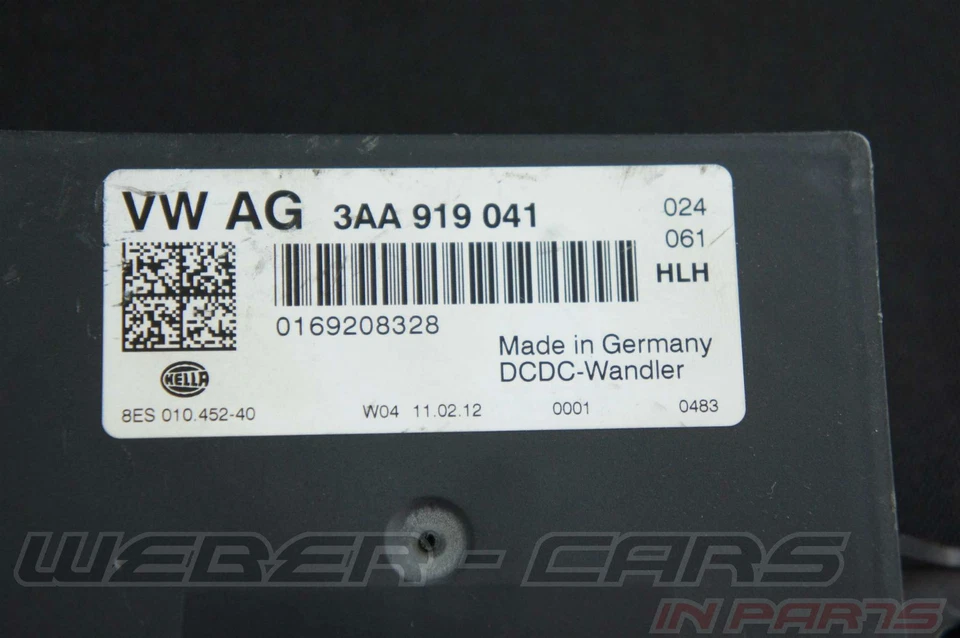 VW AG 3AA 919 041 024
061
HLH
0169208328
Made in Germany
DCDC-Wandler
HELLA
8ES 010.452-40 W04 11.02.12 0001 0483
WEBER-CARS
IN PARTS